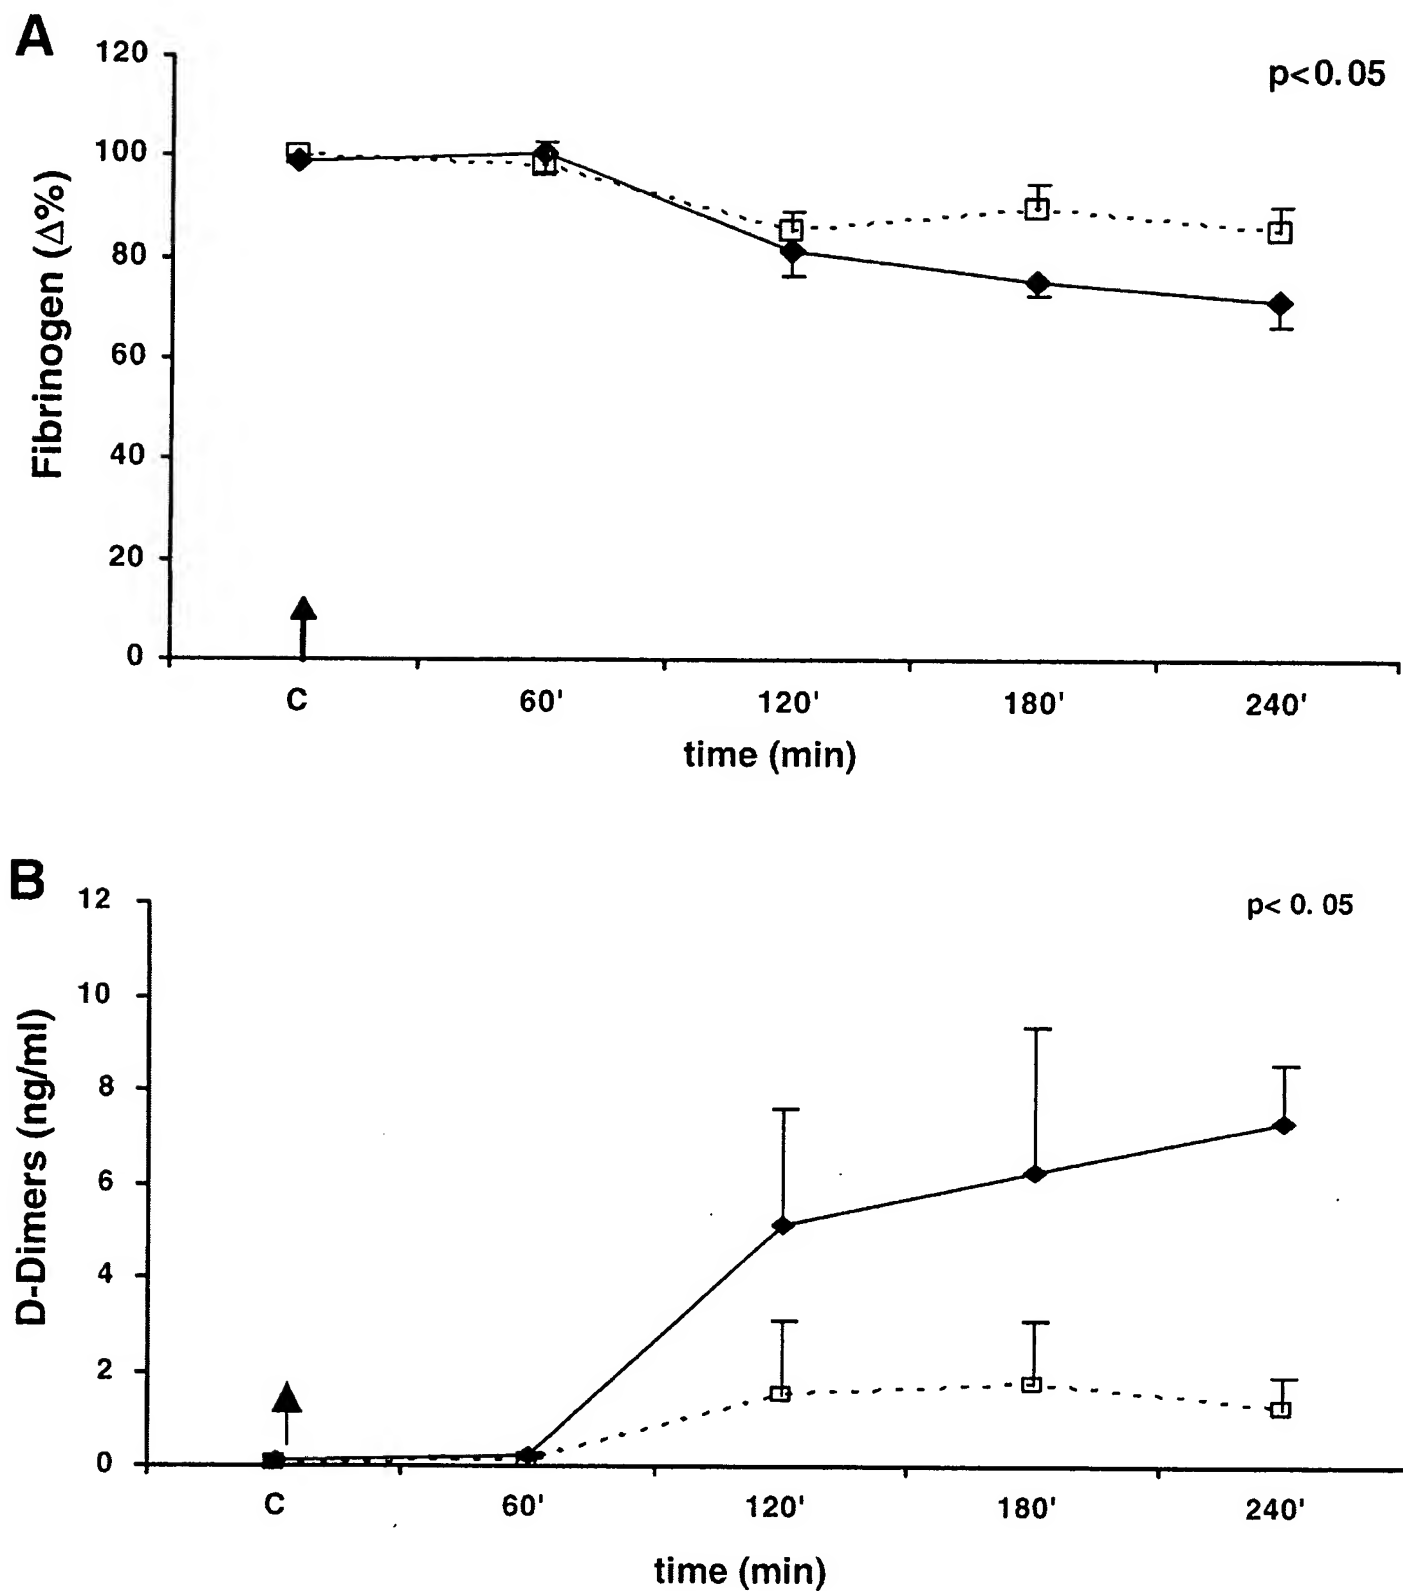 A
120
p<0.05
100
80
60
40
20
0
Fibrinogen (Δ%)
C 60' 120' 180' 240'
time (min)
B
12
p< 0. 05
10
8
6
4
2
0
D-Dimers (ng/ml)
C 60' 120' 180' 240'
time (min)